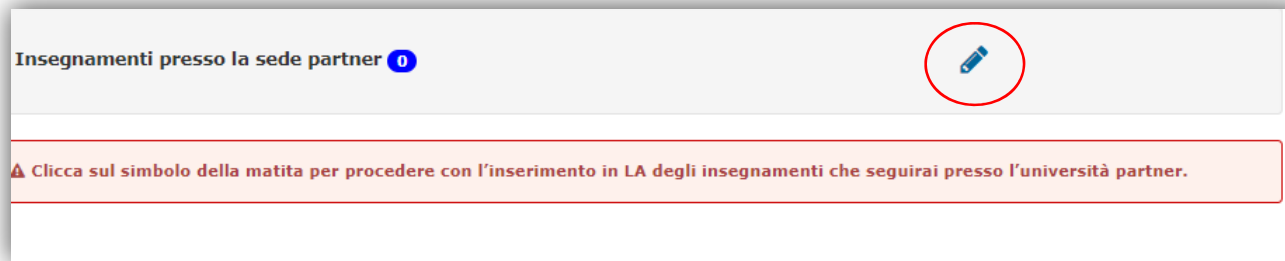 Insegnamenti presso la sede partner 0
Clicca sul simbolo della matita per procedere con l’inserimento in LA degli insegnamenti che seguirai presso l’università partner.